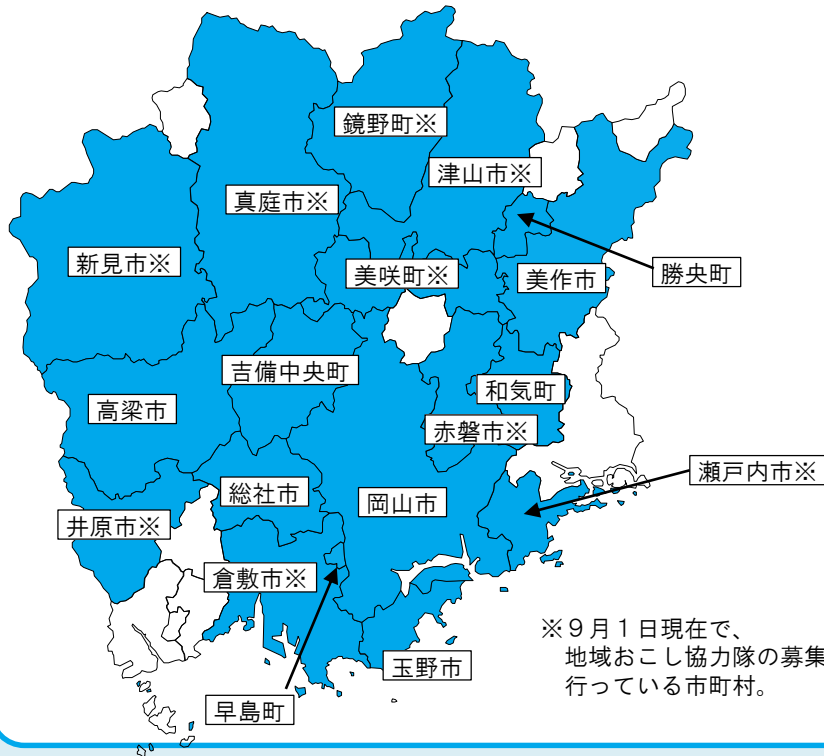 鏡野町※
津山市※
真庭市※
新見市※
美咲町※
美作市
勝央町
吉備中央町
和気町
高梁市
赤磐市※
瀬戸内市※
総社市
岡山市
井原市※
倉敷市※
玉野市
早島町
※９月１日現在で、
地域おこし協力隊の募集
行っている市町村。